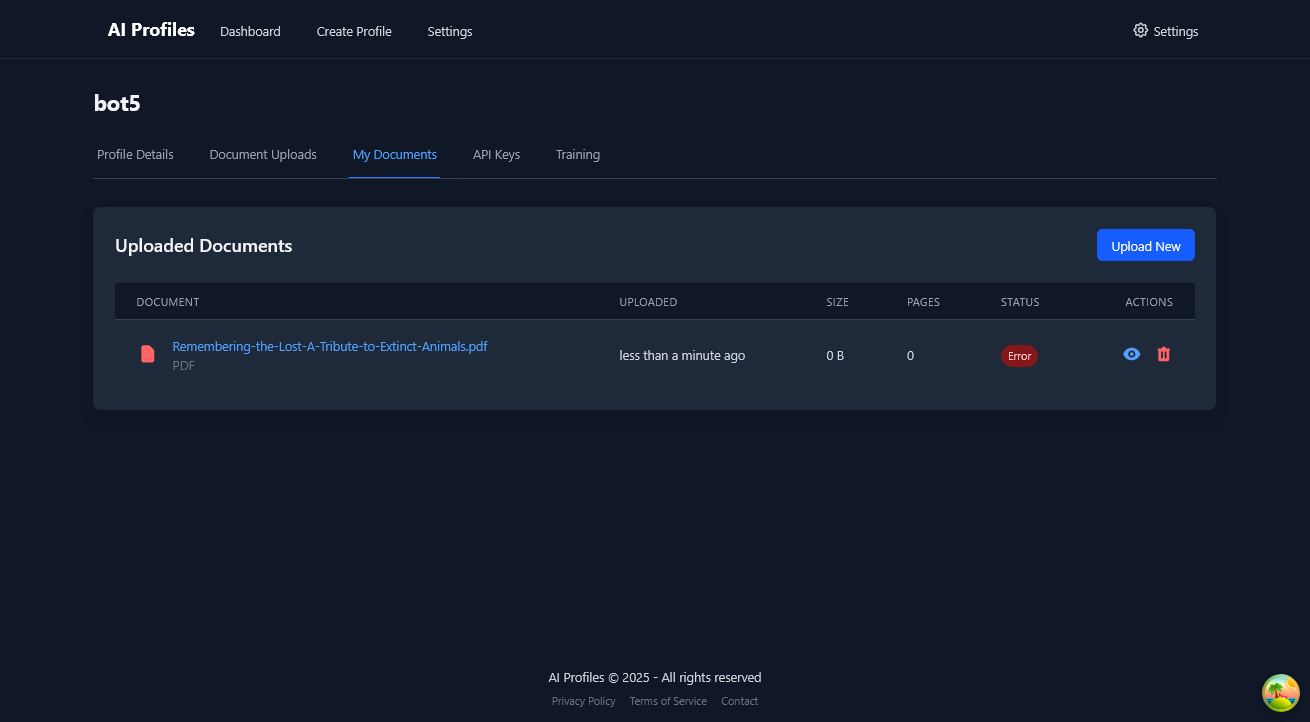 AI Profiles Dashboard Create Profile Settings Settings
bot5
Profile Details Document Uploads My Documents API Keys Training
Uploaded Documents Upload New
DOCUMENT UPLOADED SIZE PAGES STATUS ACTIONS
Remembering-the-Lost-A-Tribute-to-Extinct-Animals.pdf
PDF
less than a minute ago 0 B 0 Error
AI Profiles © 2025 - All rights reserved
Privacy Policy Terms of Service Contact